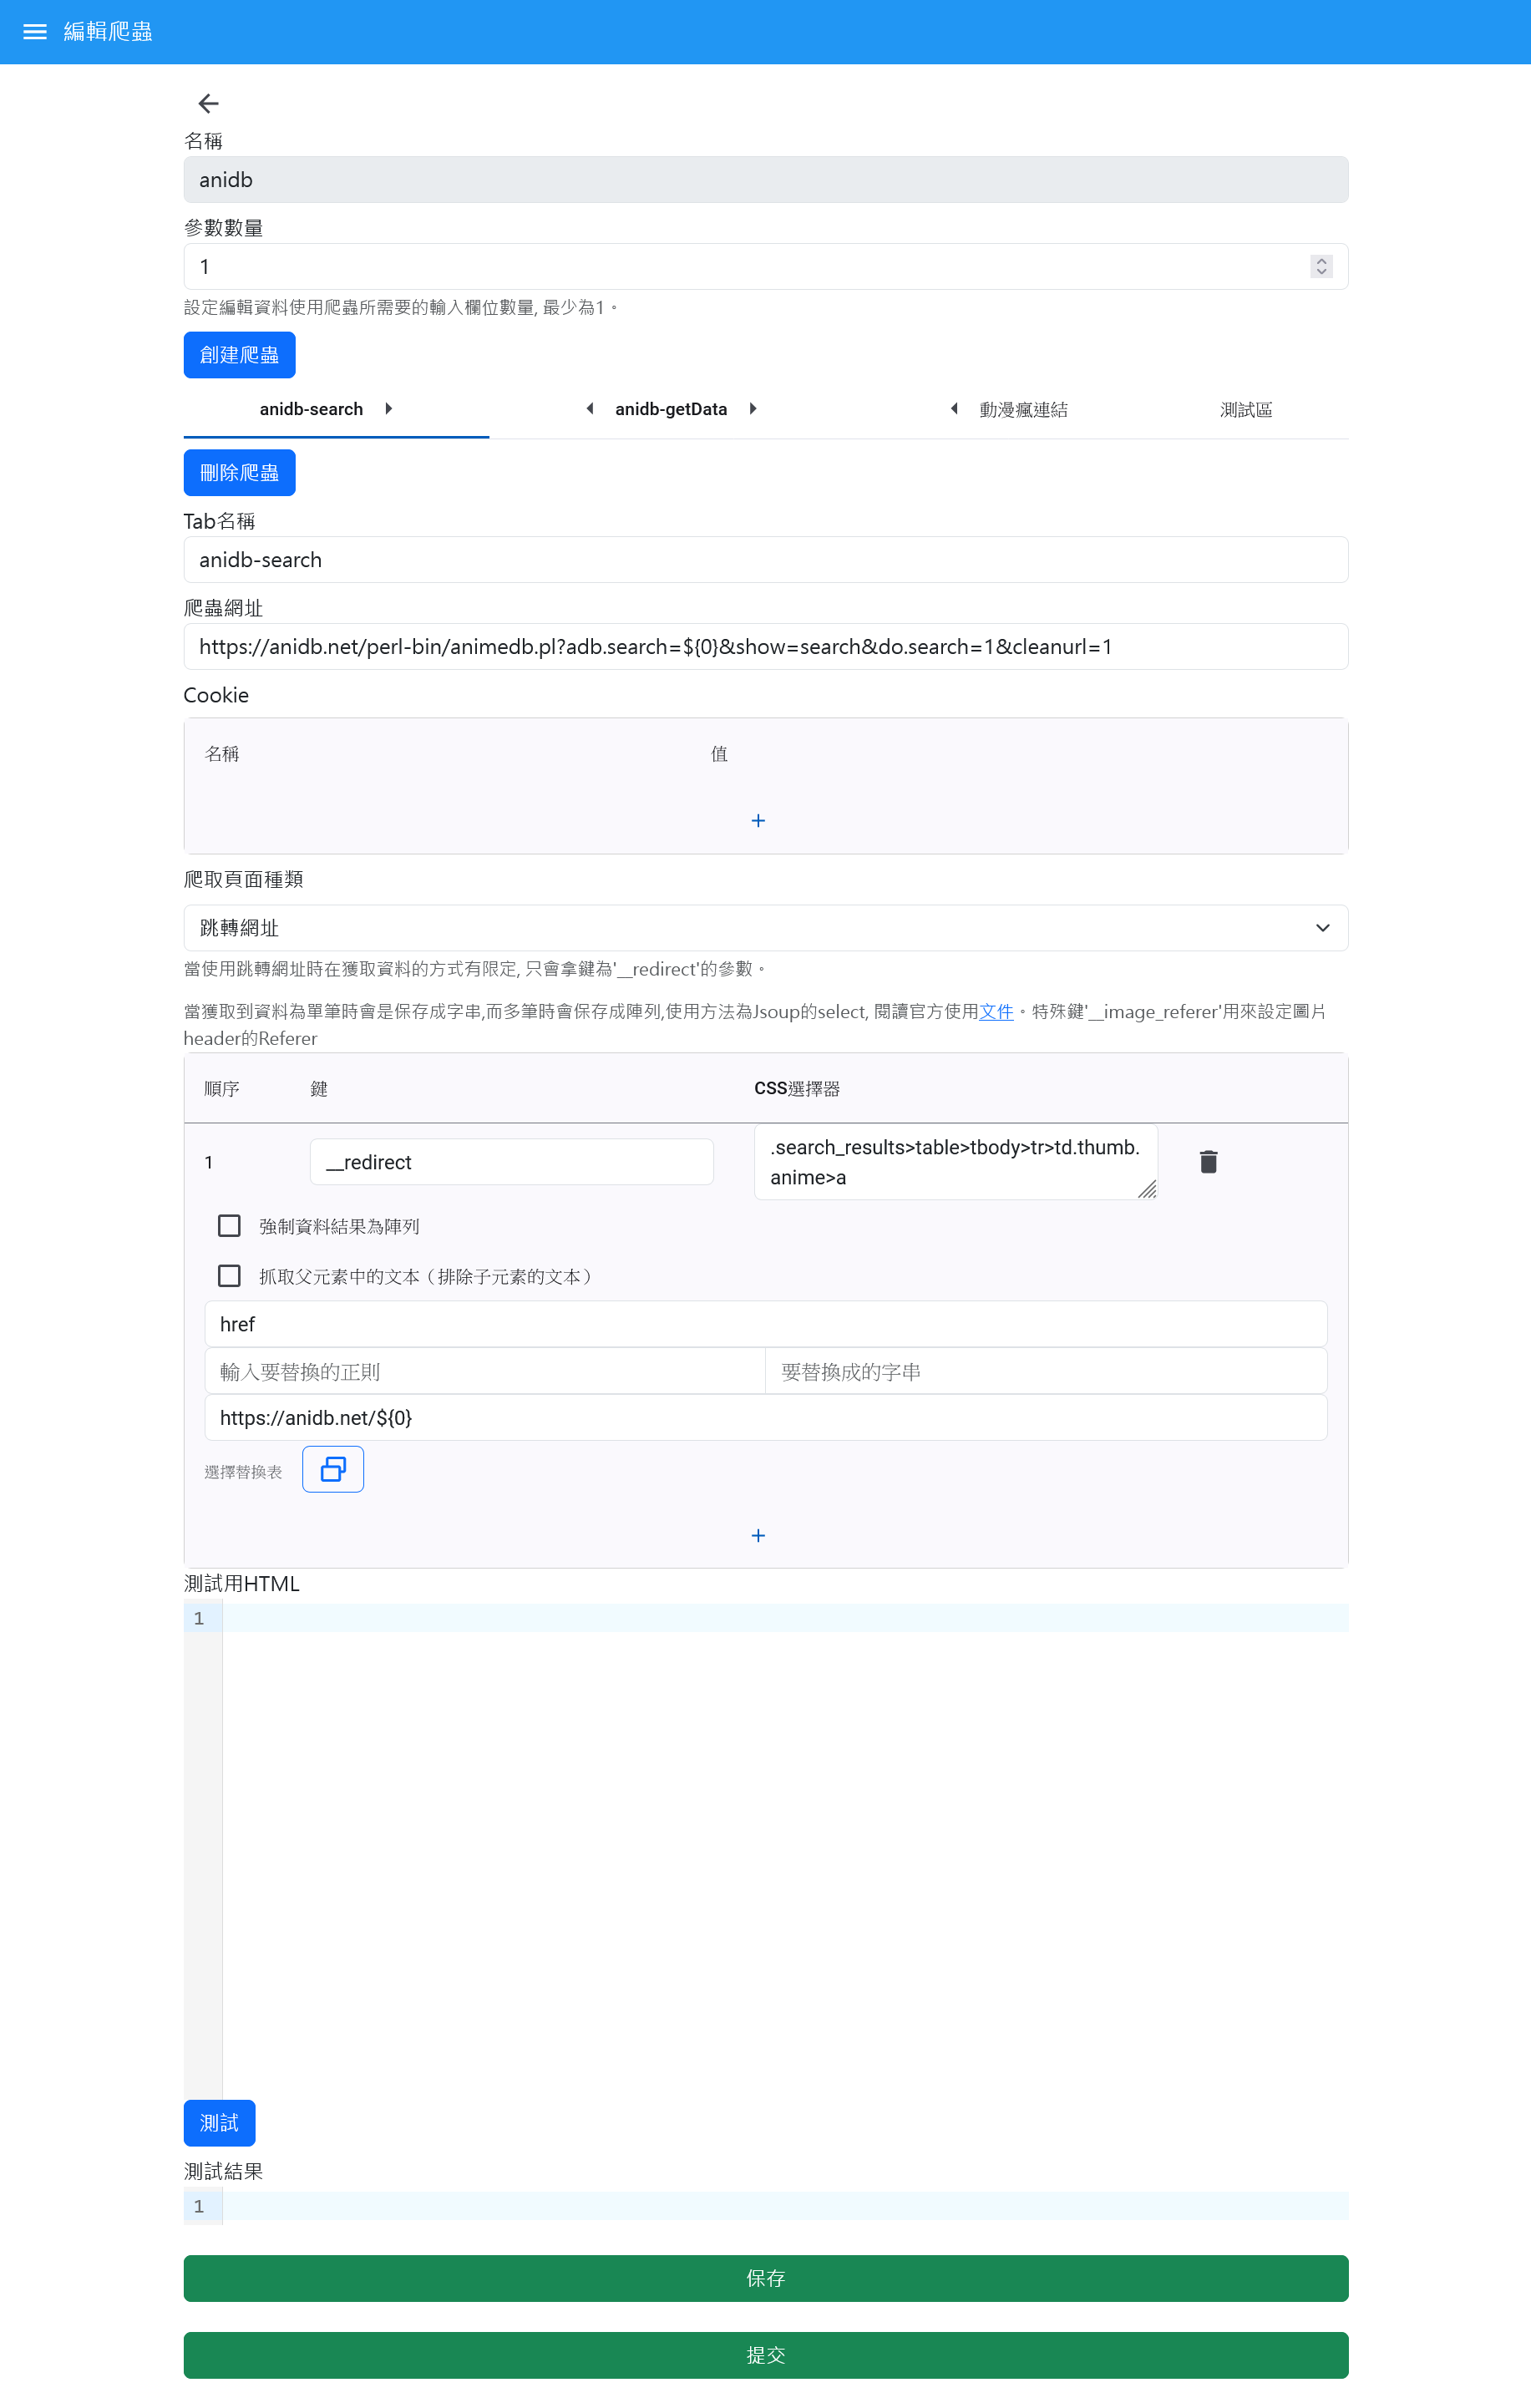 編輯爬蟲
名稱
anidb
參數數量
1
設定編輯資料使用爬蟲所需要的輸入欄位數量, 最少為1。
創建爬蟲
anidb-search
anidb-getData
動漫瘋連結
測試區
刪除爬蟲
Tab名稱
anidb-search
爬蟲網址
https://anidb.net/perl-bin/animedb.pl?adb.search=${0}&show=search&do.search=1&cleanurl=1
Cookie
名稱 值
+
爬取頁面種類
跳轉網址
當使用跳轉網址時在獲取資料的方式有限定, 只會拿鍵為'__redirect'的參數。
當獲取到資料為單筆時會是保存成字串,而多筆時會保存成陣列,使用方法為Jsoup的select, 閱讀官方使用文件。特殊鍵'__image_referer'用來設定圖片
header的Referer
順序 鍵 CSS選擇器
1 __redirect .search_results>table>tbody>tr>td.thumb.
anime>a
強制資料結果為陣列
抓取父元素中的文本（排除子元素的文本）
href
輸入要替換的正則 要替換成的字串
https://anidb.net/${0}
選擇替換表
+
測試用HTML
1
測試
測試結果
1
保存
提交